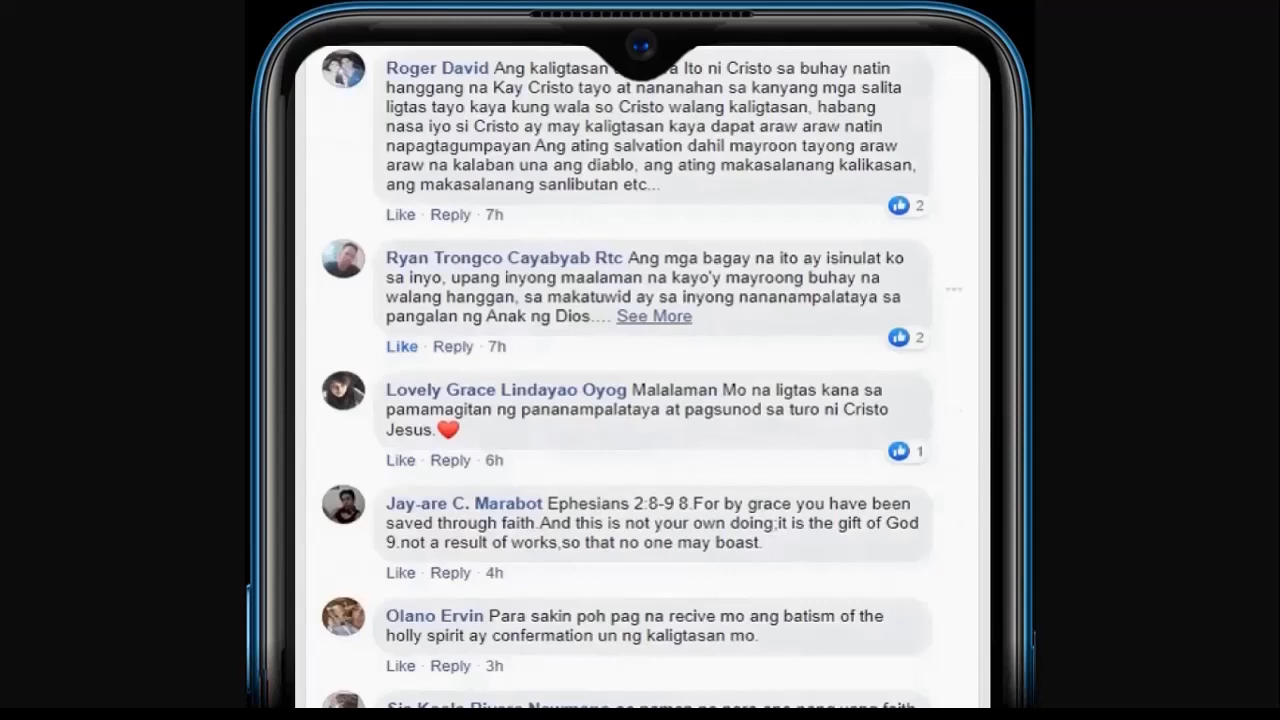 Roger David Ang kaligtasan Ito ni Cristo sa buhay natin
hanggang na Kay Cristo tayo at nananahan sa kanyang mga salita
ligtas tayo kaya kung wala so Cristo walang kaligtasan, habang
nasa iyo si Cristo ay may kaligtasan kaya dapat araw araw natin
napagtagumpayan Ang ating salvation dahil mayroon tayong araw
araw na kalaban una ang diablo, ang ating makasalanang kalikasan,
ang makasalanang sanlibutan etc...
Like · Reply · 7h
2
Ryan Trongco Cayabyab Rtc Ang mga bagay na ito ay isinulat ko
sa inyo, upang inyong maalaman na kayo'y mayroong buhay na
walang hanggan, sa makatuwid ay sa inyong nananampalataya sa
pangalan ng Anak ng Dios.... See More
Like · Reply · 7h
2
Lovely Grace Lindayao Oyog Malalaman Mo na ligtas kana sa
pamamagitan ng pananampalataya at pagsunod sa turo ni Cristo
Jesus.❤️
Like · Reply · 6h
1
Jay-are C. Marabot Ephesians 2:8-9 8.For by grace you have been
saved through faith.And this is not your own doing;it is the gift of God
9.not a result of works,so that no one may boast.
Like · Reply · 4h
Olano Ervin Para sakin poh pag na recive mo ang batism of the
holly spirit ay confermation un ng kaligtasan mo.
Like · Reply · 3h